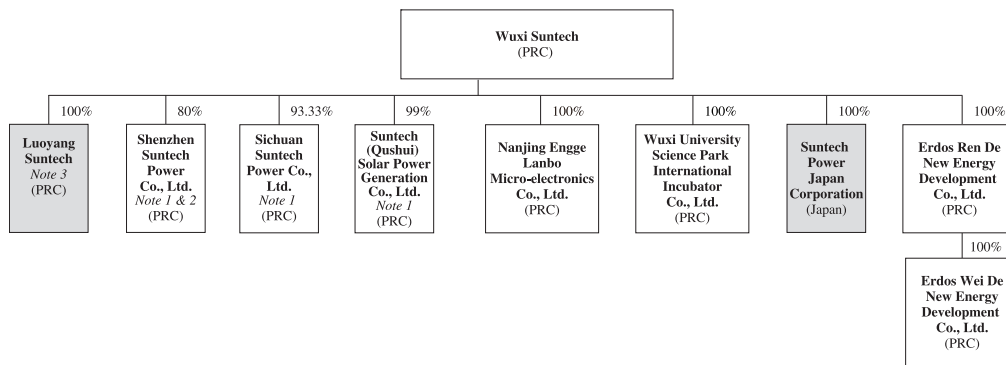 Wuxi Suntech
(PRC)
100%
80%
93.33%
99%
100%
100%
100%
100%
Luoyang
Suntech
Note 3
(PRC)
Shenzhen
Suntech
Power
Co., Ltd.
Note 1 & 2
(PRC)
Sichuan
Suntech
Power Co.,
Ltd.
Note 1
(PRC)
Suntech
(Qushui)
Solar Power
Generation
Co., Ltd.
Note 1
(PRC)
Nanjing Engge
Lanbo
Micro-electronics
Co., Ltd.
(PRC)
Wuxi University
Science Park
International
Incubator
Co., Ltd.
(PRC)
Suntech
Power
Japan
Corporation
(Japan)
Erdos Ren De
New Energy
Development
Co., Ltd.
(PRC)
100%
Erdos Wei De
New Energy
Development
Co., Ltd.
(PRC)